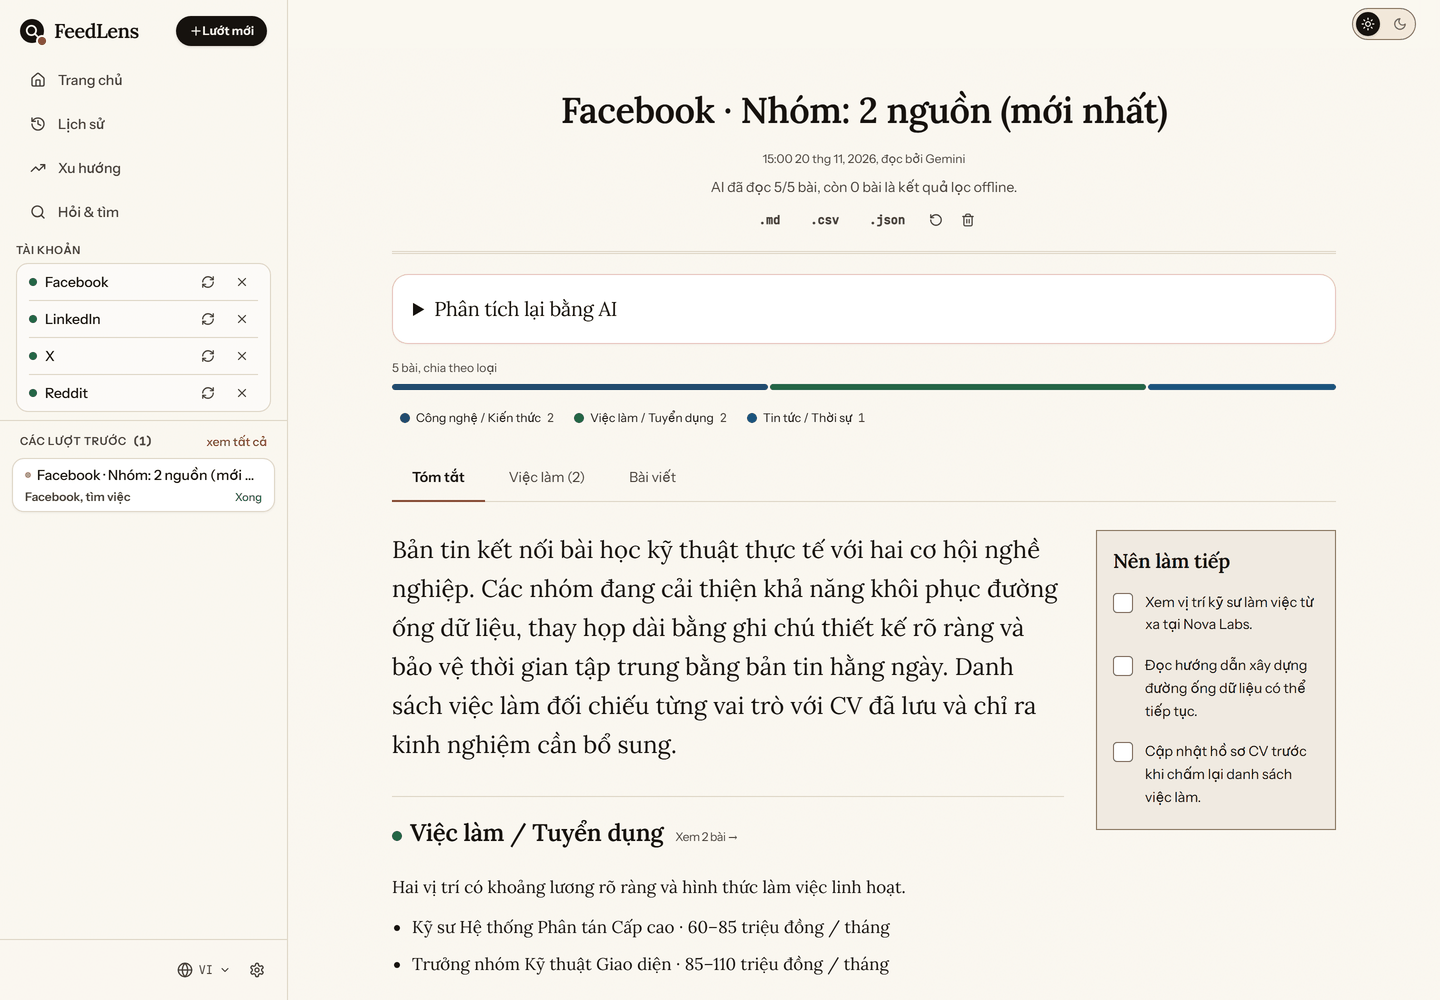 FeedLens
+Lướt mới
Trang chủ
Lịch sử
Xu hướng
Hỏi & tìm
TÀI KHOẢN
Facebook
LinkedIn
X
Reddit
CÁC LƯỢT TRƯỚC (1) xem tất cả
Facebook · Nhóm: 2 nguồn (mới ...
Facebook, tìm việc Xong
VI
Facebook · Nhóm: 2 nguồn (mới nhất)
15:00 20 thg 11, 2026, đọc bởi Gemini
AI đã đọc 5/5 bài, còn 0 bài là kết quả lọc offline.
.md .csv .json
Phân tích lại bằng AI
5 bài, chia theo loại
Công nghệ / Kiến thức 2 Việc làm / Tuyển dụng 2 Tin tức / Thời sự 1
Tóm tắt Việc làm (2) Bài viết
Bản tin kết nối bài học kỹ thuật thực tế với hai cơ hội nghề
nghiệp. Các nhóm đang cải thiện khả năng khôi phục đường
ống dữ liệu, thay họp dài bằng ghi chú thiết kế rõ ràng và
bảo vệ thời gian tập trung bằng bản tin hằng ngày. Danh
sách việc làm đối chiếu từng vai trò với CV đã lưu và chỉ ra
kinh nghiệm cần bổ sung.
Việc làm / Tuyển dụng Xem 2 bài →
Hai vị trí có khoảng lương rõ ràng và hình thức làm việc linh hoạt.
Kỹ sư Hệ thống Phân tán Cấp cao · 60–85 triệu đồng / tháng
Trưởng nhóm Kỹ thuật Giao diện · 85–110 triệu đồng / tháng
Nên làm tiếp
Xem vị trí kỹ sư làm việc từ
xa tại Nova Labs.
Đọc hướng dẫn xây dựng
đường ống dữ liệu có thể
tiếp tục.
Cập nhật hồ sơ CV trước
khi chấm lại danh sách
việc làm.